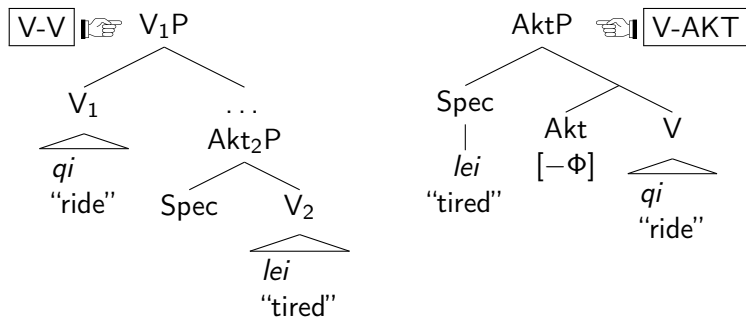 V-V V₁P AktP V-AKT
V₁ . . . Spec Akt V
Akt₂P [−Φ]
qi lei qi
"ride" Spec V₂ "tired" "ride"
lei
"tired"